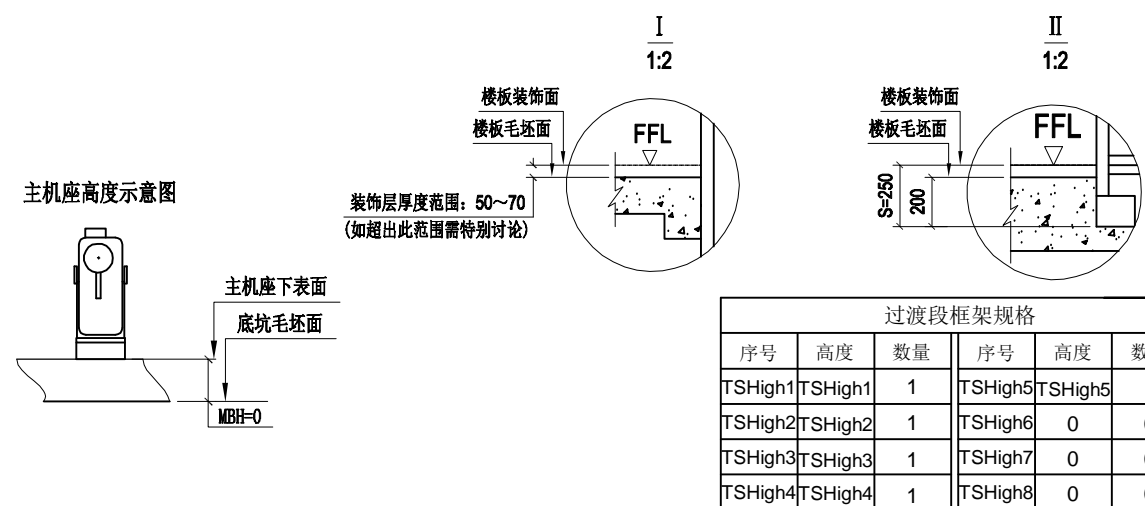 I
1:2
II
1:2
楼板装饰面
楼板毛坯面
FFL
装饰层厚度范围：50～70
(如超出此范围需特别讨论)
楼板装饰面
楼板毛坯面
FFL
S=250
200
主机座高度示意图
主机座下表面
底坑毛坯面
MBH=0
过渡段框架规格
序号 高度 数量 序号 高度
TSHigh1 TSHigh1 1 TSHigh5 TSHigh5
TSHigh2 TSHigh2 1 TSHigh6 0
TSHigh3 TSHigh3 1 TSHigh7 0
TSHigh4 TSHigh4 1 TSHigh8 0